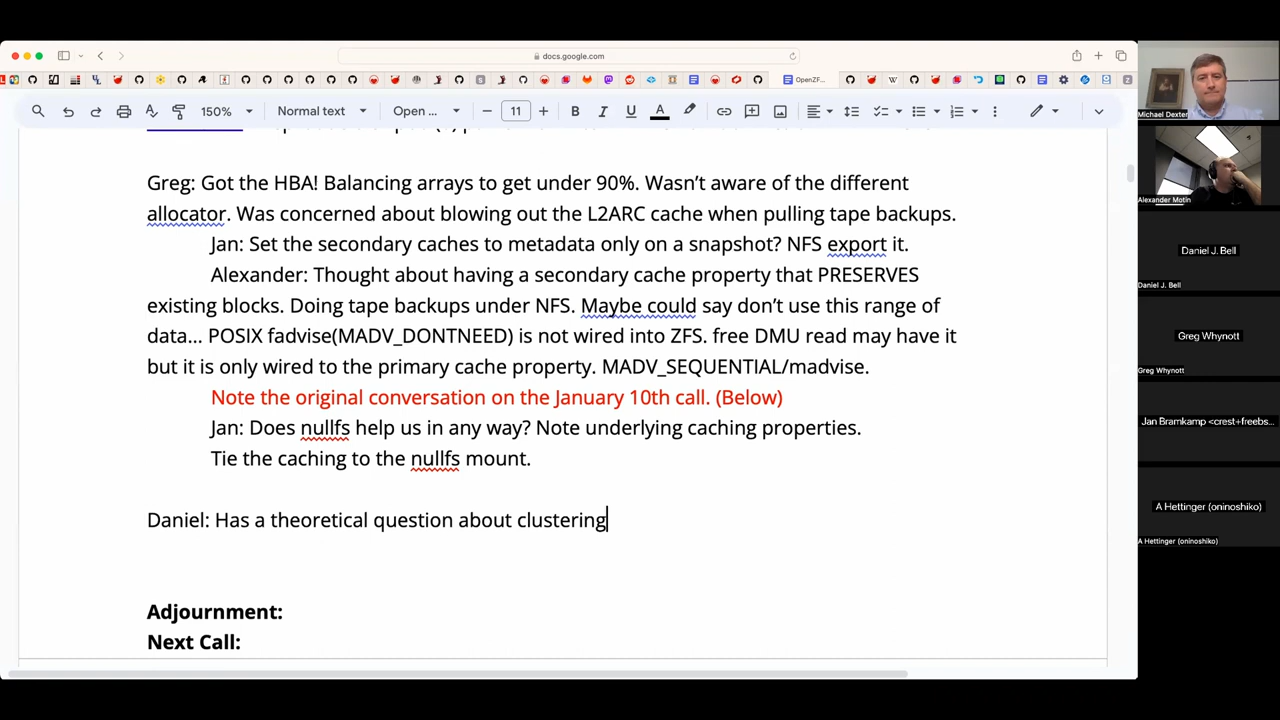 docs.google.com
OpenZF...
150%
Normal text
Open ...
11
Greg: Got the HBA! Balancing arrays to get under 90%. Wasn’t aware of the different
allocator. Was concerned about blowing out the L2ARC cache when pulling tape backups.
Jan: Set the secondary caches to metadata only on a snapshot? NFS export it.
Alexander: Thought about having a secondary cache property that PRESERVES
existing blocks. Doing tape backups under NFS. Maybe could say don’t use this range of
data... POSIX fadvise(MADV_DONTNEED) is not wired into ZFS. free DMU read may have it
but it is only wired to the primary cache property. MADV_SEQUENTIAL/madvise.
Note the original conversation on the January 10th call. (Below)
Jan: Does nullfs help us in any way? Note underlying caching properties.
Tie the caching to the nullfs mount.
Daniel: Has a theoretical question about clustering
Adjournment:
Next Call:
Michael Dexter
Alexander Motin
Daniel J. Bell
Daniel J. Bell
Greg Whynott
Greg Whynott
Jan Bramkamp <crest+freebs...
A Hettinger (oninoshiko)
A Hettinger (oninoshiko)